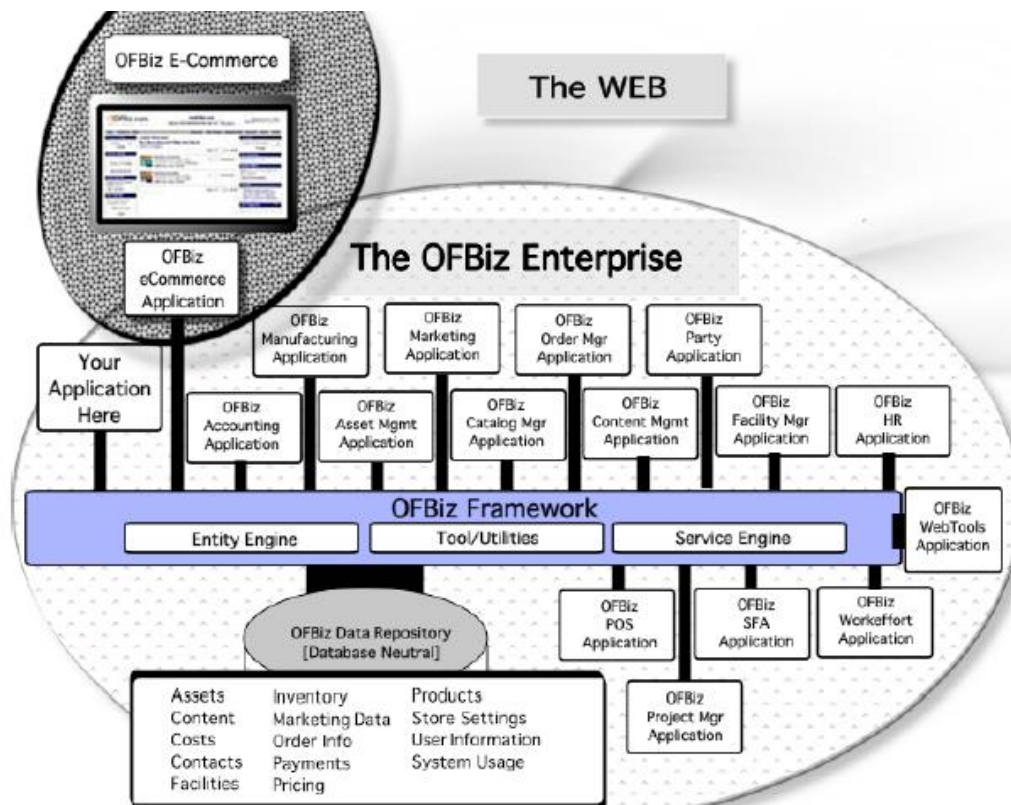 OFBiz E-Commerce
The WEB
OFBiz
eCommerce
Application
The OFBiz Enterprise
Your
Application
Here
OFBiz
Manufacturing
Application
OFBiz
Marketing
Application
OFBiz
Order Mgr
Application
OFBiz
Party
Application
OFBiz
Accounting
Application
OFBiz
Asset Mgmt
Application
OFBiz
Catalog Mgr
Application
OFBiz
Content Mgmt
Application
OFBiz
Facility Mgr
Application
OFBiz
HR
Application
OFBiz Framework
Entity Engine
Tool/Utilities
Service Engine
OFBiz
WebTools
Application
OFBiz Data Repository
[Database Neutral]
OFBiz
POS
Application
OFBiz
SFA
Application
OFBiz
Workeffort
Application
OFBiz
Project Mgr
Application
Assets
Content
Costs
Contacts
Facilities
Inventory
Marketing Data
Order Info
Payments
Pricing
Products
Store Settings
User Information
System Usage